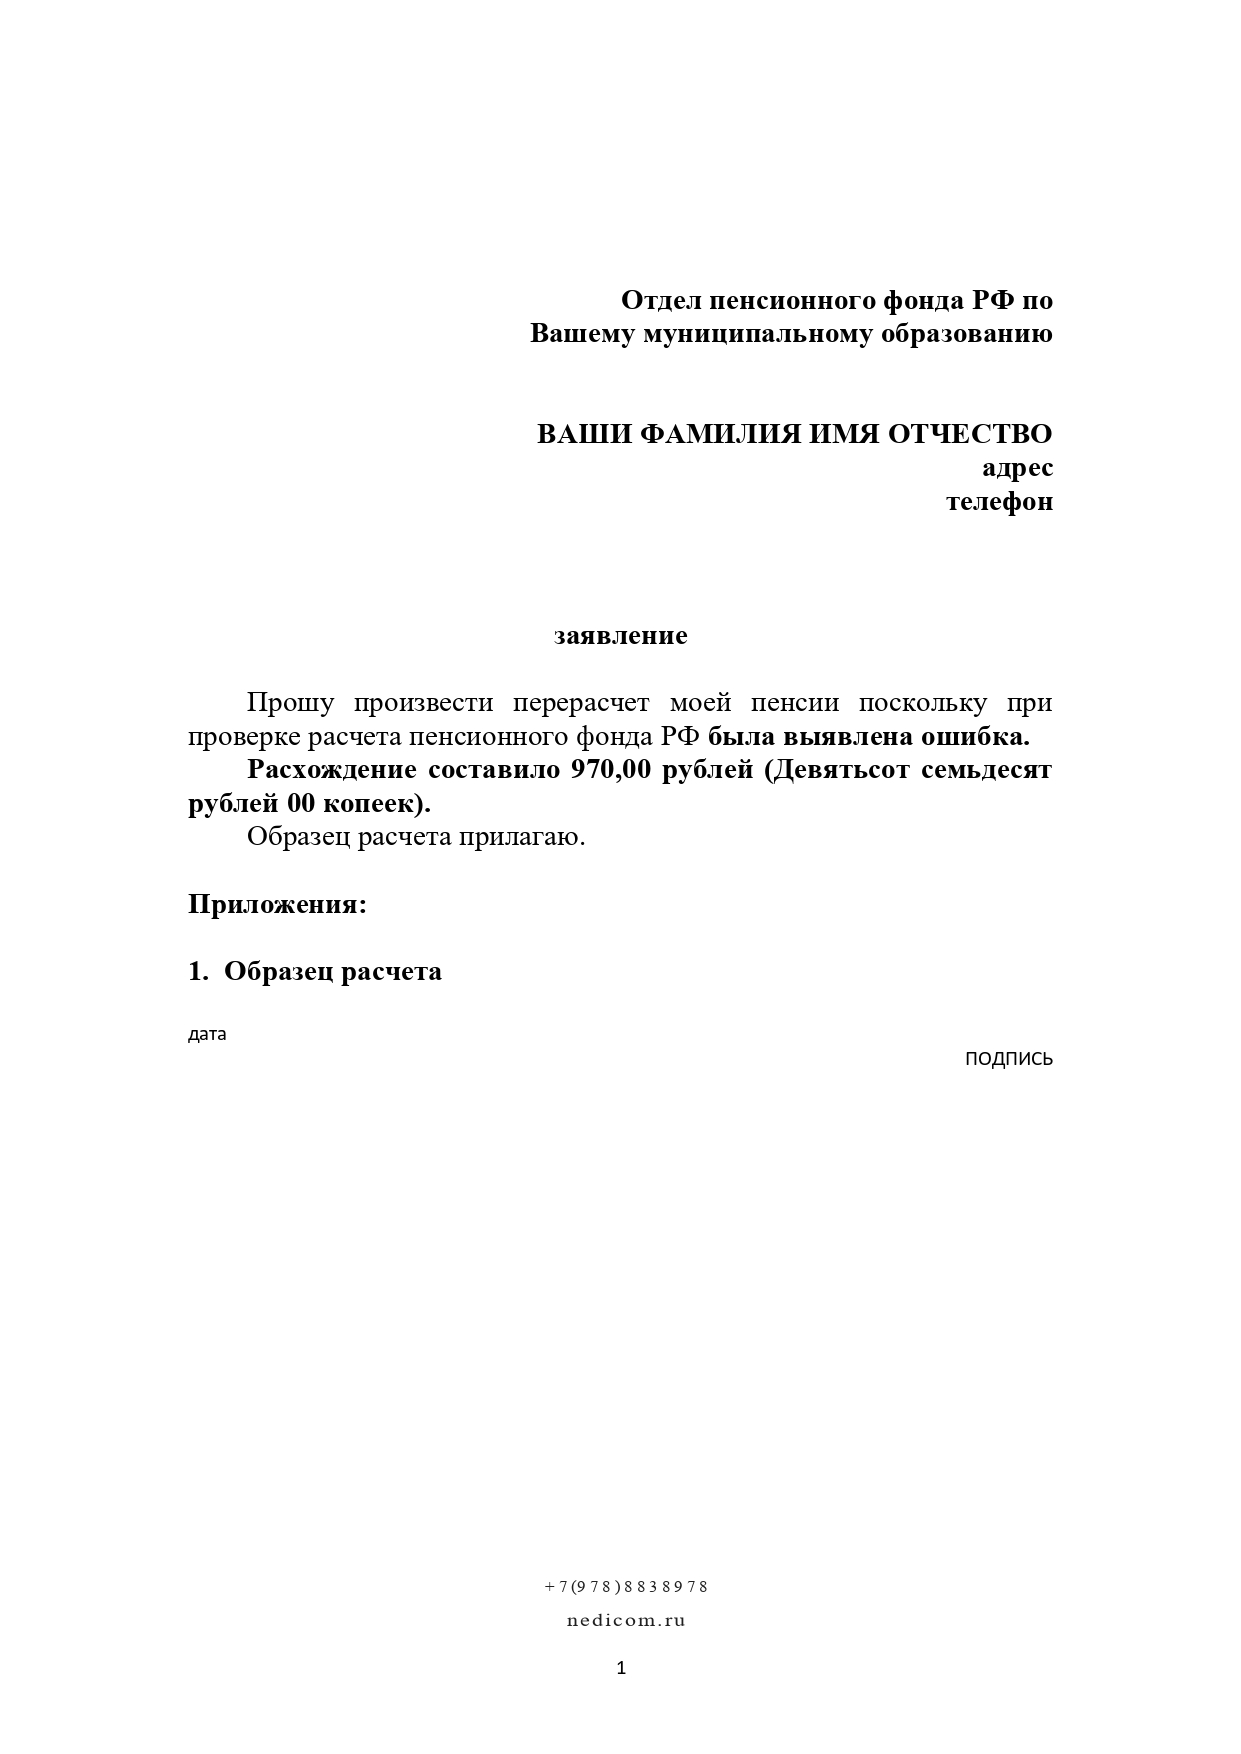 Отдел пенсионного фонда РФ по
Вашему муниципальному образованию
ВАШИ ФАМИЛИЯ ИМЯ ОТЧЕСТВО
адрес
телефон
заявление
Прошу произвести перерасчет моей пенсии поскольку при
проверке расчета пенсионного фонда РФ была выявлена ошибка.
Расхождение составило 970,00 рублей (Девятьсот семьдесят
рублей 00 копеек).
Образец расчета прилагаю.
Приложения:
1. Образец расчета
дата
ПОДПИСЬ
+7(978)8838978
nedicom.ru
1